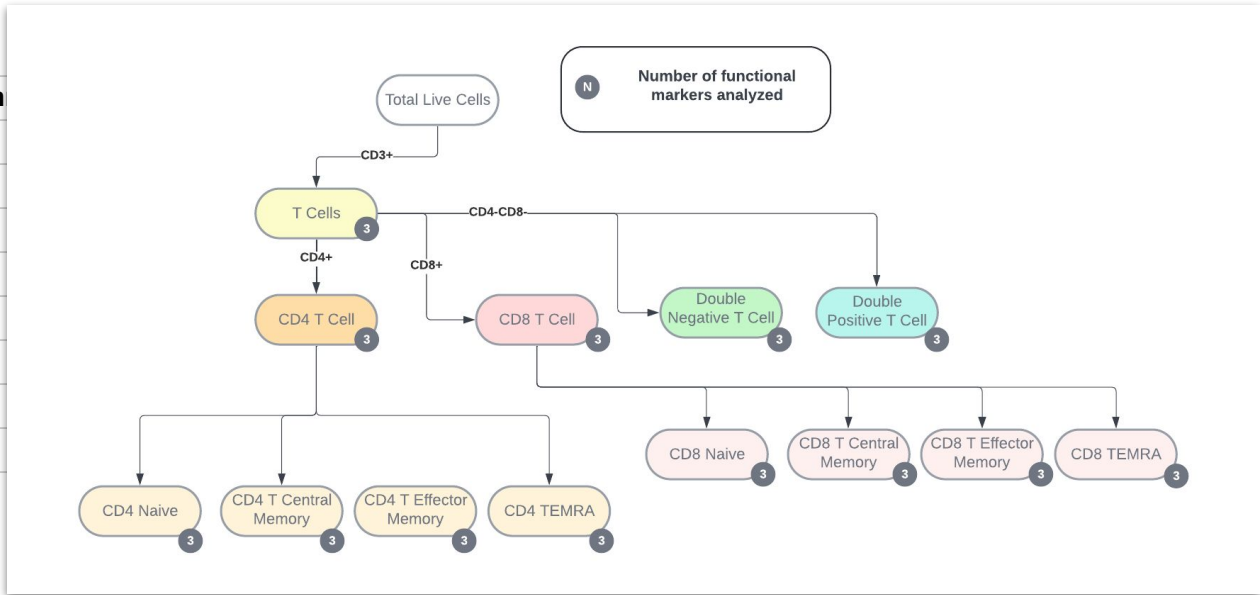 N
Number of functional
markers analyzed
Total Live Cells
CD3+
T Cells
3
CD4-CD8-
CD4+
CD8+
CD4 T Cell
3
CD8 T Cell
3
Double
Negative T Cell
3
Double
Positive T Cell
3
CD8 Naive
3
CD8 T Central
Memory
3
CD8 T Effector
Memory
3
CD8 TEMRA
3
CD4 Naive
3
CD4 T Central
Memory
3
CD4 T Effector
Memory
3
CD4 TEMRA
3